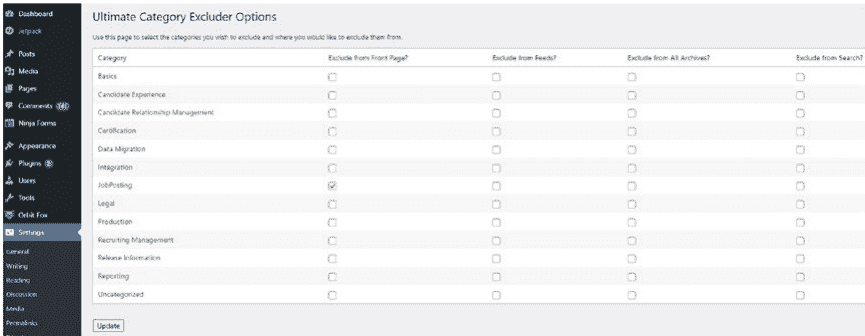 Dashboard
Jetpack
Posts
Media
Pages
Comments
Ninja Forms
Appearance
Plugins 2
Users
Tools
Orbit Fox
Settings
General
Writing
Reading
Discussion
Media
Permalinks
Ultimate Category Excluder Options
Use this page to select the categories you wish to exclude and where you would like to exclude them from.
Category Exclude from Front Page? Exclude from Feeds? Exclude from All Archives? Exclude from Search?
Basics
Candidate Experience
Candidate Relationship Management
Certification
Data Migration
Integration
JobPosting
Legal
Production
Recruiting Management
Release Information
Reporting
Uncategorized
Update